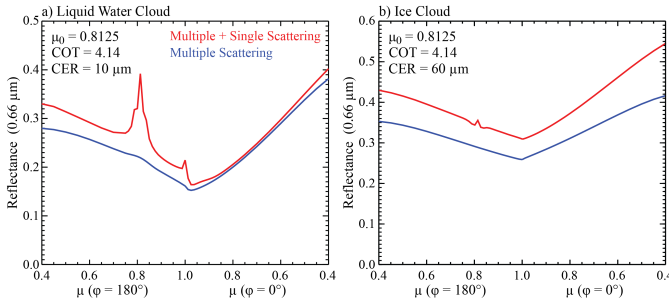 a) Liquid Water Cloud
μ₀ = 0.8125
COT = 4.14
CER = 10 μm
Multiple + Single Scattering
Multiple Scattering
Reflectance (0.66 μm)
0.5
0.4
0.3
0.2
0.1
0.0
0.4 0.6 0.8 1.0 0.8 0.6 0.4
μ (φ = 180°) μ (φ = 0°)
b) Ice Cloud
μ₀ = 0.8125
COT = 4.14
CER = 60 μm
Reflectance (0.66 μm)
0.6
0.5
0.4
0.3
0.2
0.1
0.0
0.4 0.6 0.8 1.0 0.8 0.6 0.4
μ (φ = 180°) μ (φ = 0°)